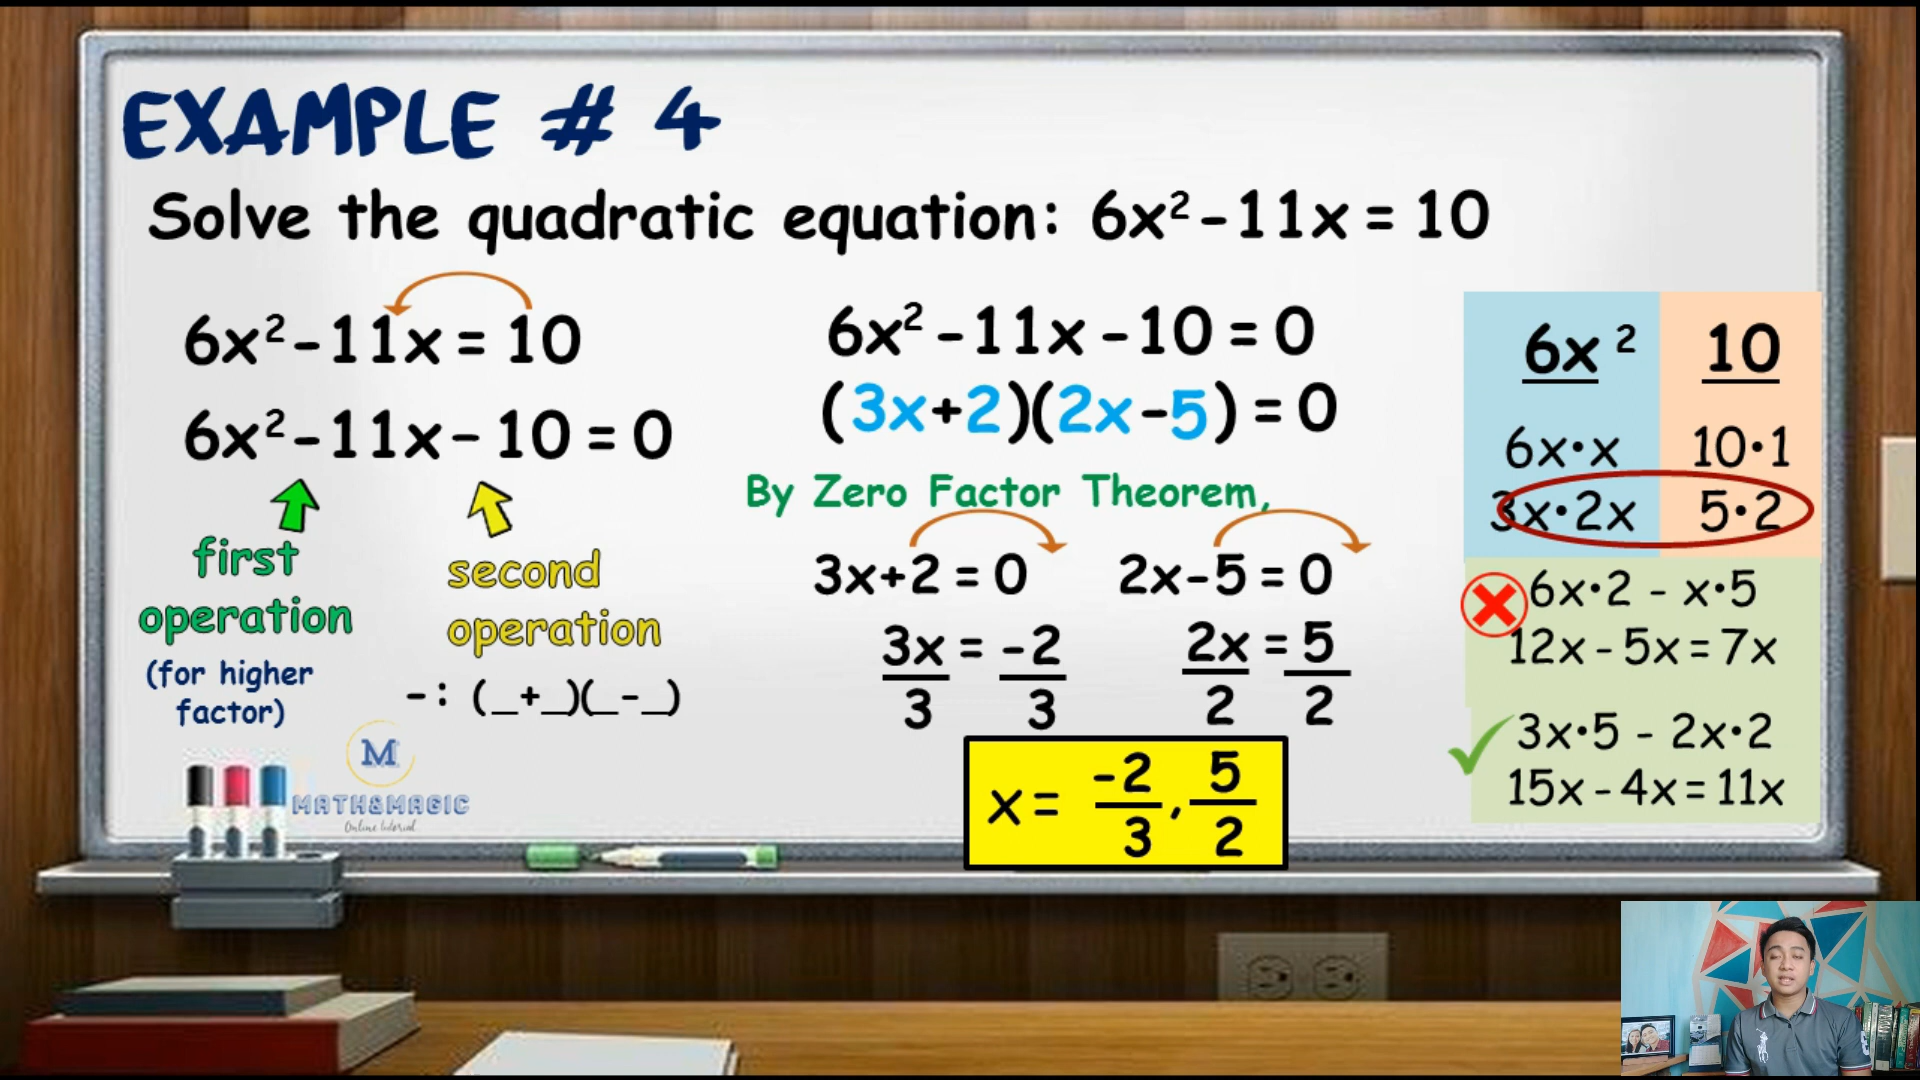 EXAMPLE # 4
Solve the quadratic equation: 6x²-11x = 10
6x²-11x = 10
6x²-11x-10 = 0
first operation
(for higher factor)
second operation
-: (_+_)(_-_)
6x²-11x-10 = 0
(3x+2)(2x-5) = 0
By Zero Factor Theorem,
3x+2 = 0
3x/3 = -2/3
2x-5 = 0
2x/2 = 5/2
x = -2/3, 5/2
6x² 10
6x•x 10•1
3x•2x 5•2
6x•2 - x•5
12x - 5x = 7x
3x•5 - 2x•2
15x - 4x = 11x
M
MATH&MAGIC
Online tutorial